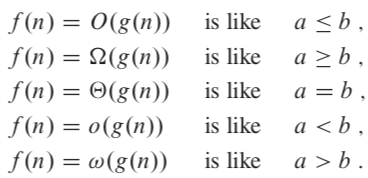 f(n) = O(g(n)) is like a ≤ b ,
f(n) = Ω(g(n)) is like a ≥ b ,
f(n) = Θ(g(n)) is like a = b ,
f(n) = o(g(n)) is like a < b ,
f(n) = ω(g(n)) is like a > b .